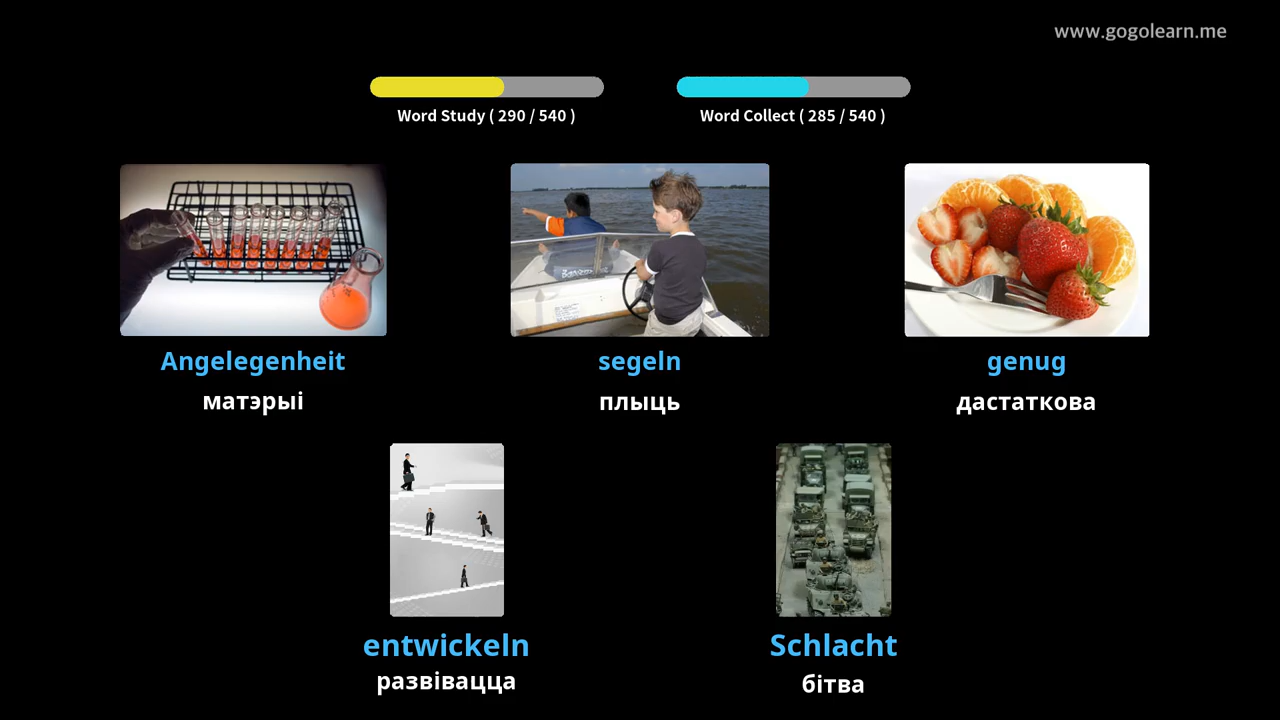 www.gogolearn.me
Word Study ( 290 / 540 )
Word Collect ( 285 / 540 )
Angelegenheit
матэрыі
segeln
плыць
genug
дастаткова
entwickeln
развівацца
Schlacht
бітва